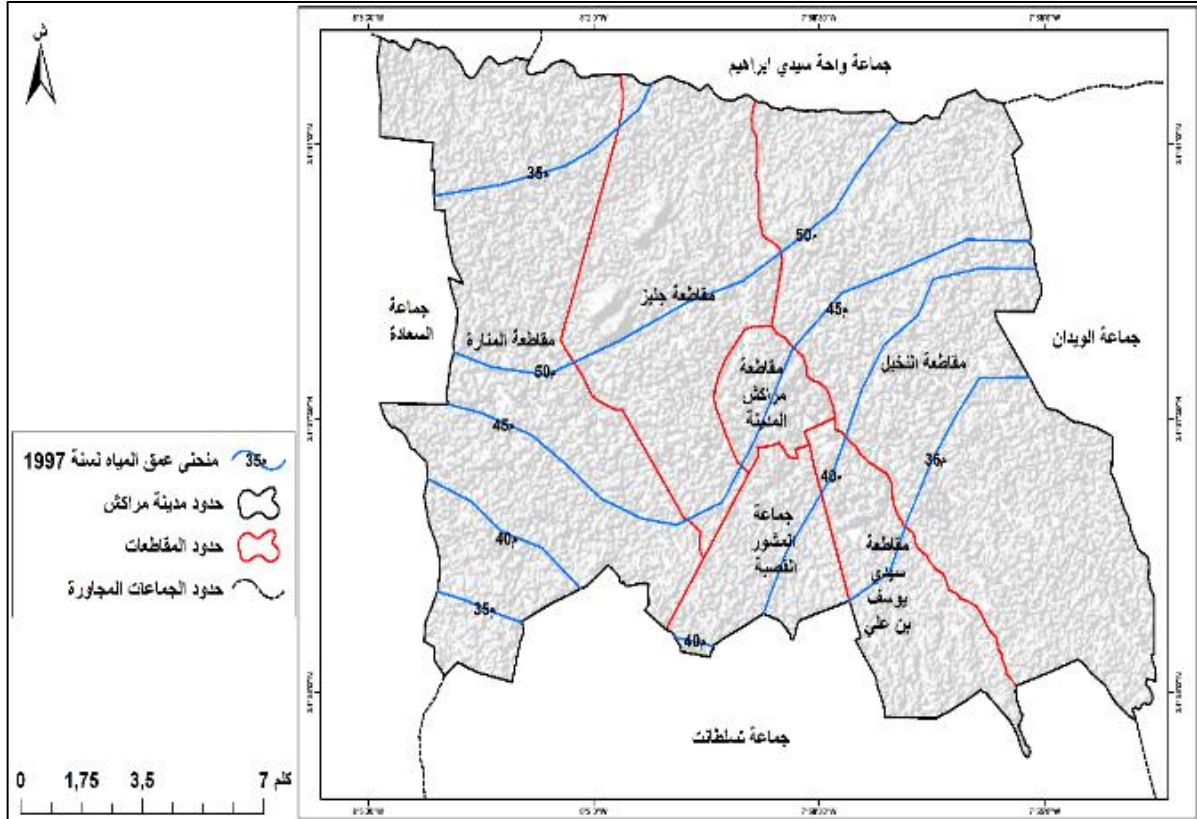 ش
جماعة واحة سيدي ابراهيم
35م
50م
مقاطعة جليز
45م
جماعة
السعادة
مقاطعة المنارة
50م
مقاطعة
مراكش
المدينة
مقاطعة النخيل
جماعة الويدان
45م
40م
36م
40م
جماعة
المشور
القصبة
مقاطعة
سيدي
يوسف
بن علي
35م
40م
جماعة تسلطانت
35م
منحنى عمق المياه لسنة 1997
حدود مدينة مراكش
حدود المقاطعات
حدود الجماعات المجاورة
0 1,75 3,5 7 كلم